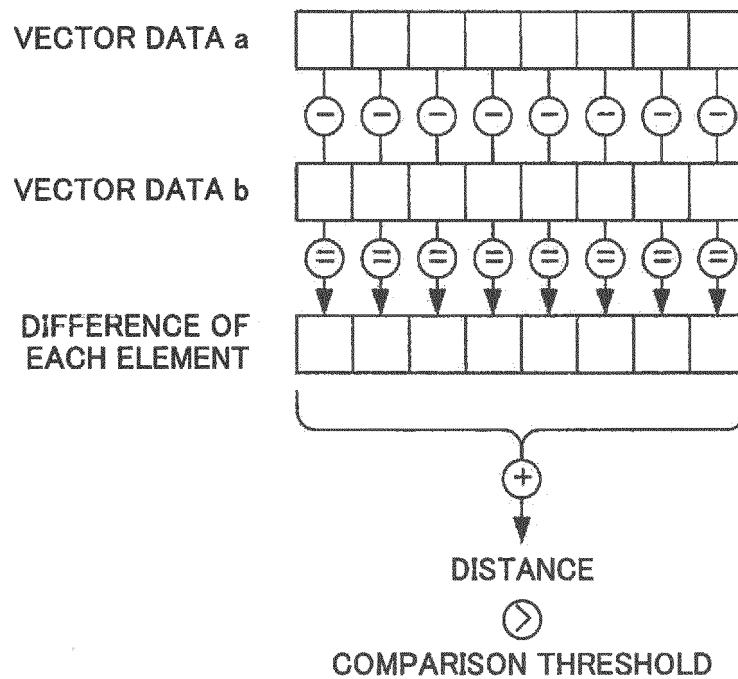 VECTOR DATA a
− − − − − − − −
VECTOR DATA b
= = = = = = = =
DIFFERENCE OF
EACH ELEMENT
+
DISTANCE
>
COMPARISON THRESHOLD